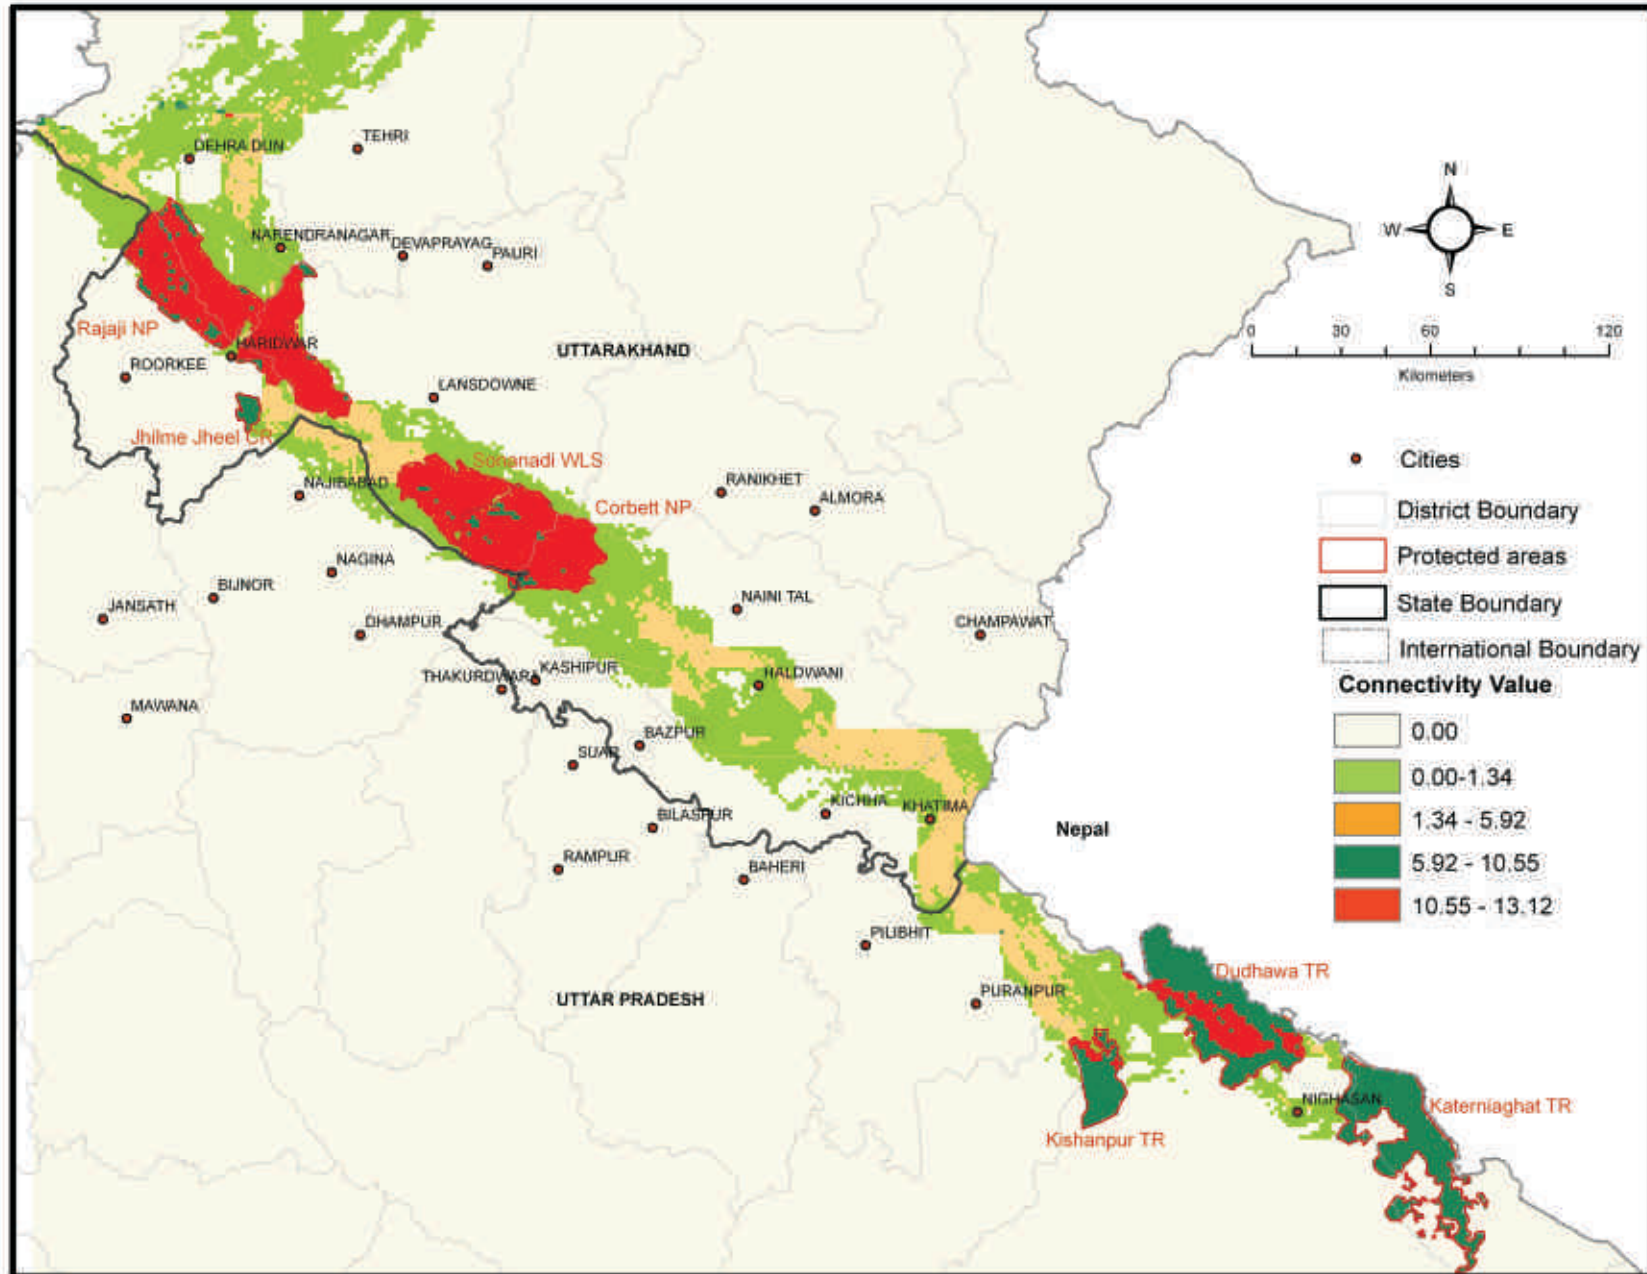 DEHRA DUN
TEHRI
NARENDRANAGAR
DEVAPRAYAG
PAURI
Rajaji NP
HARIDWAR
ROORKEE
UTTARAKHAND
LANSDOWNE
Jhilme Jheel CR
Sonanadi WLS
NAJIBABAD
Corbett NP
RANIKHET
ALMORA
NAGINA
BIJNOR
JANSATH
DHAMPUR
NAINI TAL
CHAMPAWAT
THAKURDWARA
KASHIPUR
HALDWANI
MAWANA
BAZPUR
SUAR
KICHHA
KHATIMA
BILASPUR
Nepal
RAMPUR
BAHERI
PILIBHIT
Dudhawa TR
UTTAR PRADESH
PURANPUR
NIGHASAN
Katerniaghat TR
Kishanpur TR
N
W
E
S
0 30 60 120
Kilometers
Cities
District Boundary
Protected areas
State Boundary
International Boundary
Connectivity Value
0.00
0.00-1.34
1.34 - 5.92
5.92 - 10.55
10.55 - 13.12